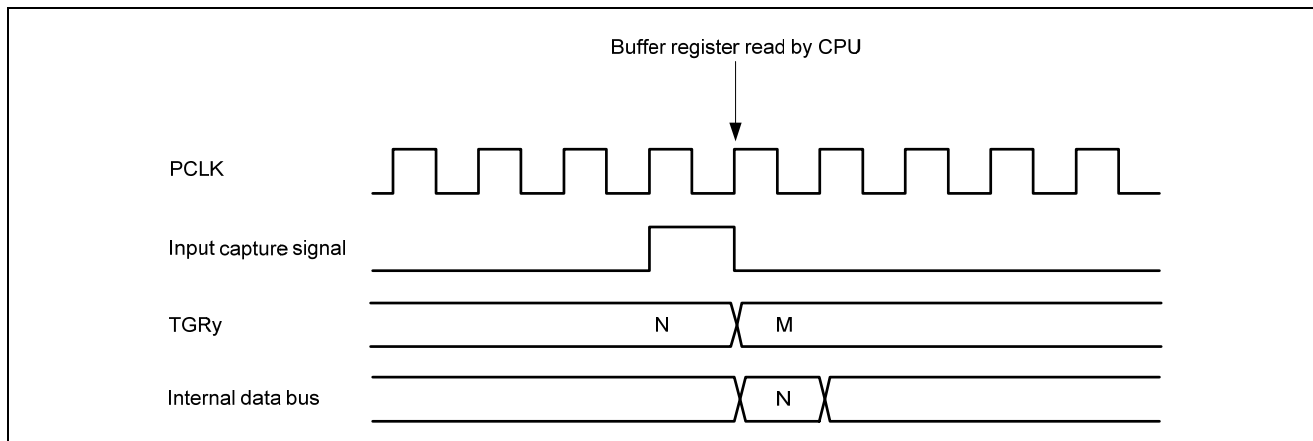 Buffer register read by CPU
PCLK
Input capture signal
TGRy
N
M
Internal data bus
N